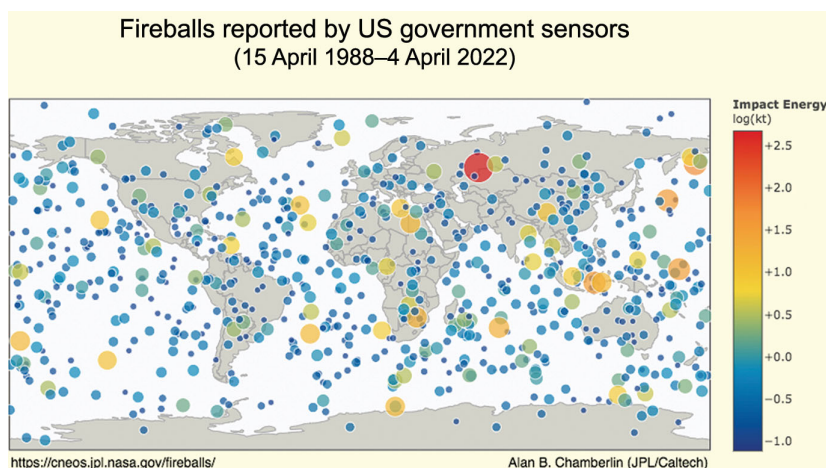 Fireballs reported by US government sensors
(15 April 1988–4 April 2022)
Impact Energy
log(kt)
+2.5
+2.0
+1.5
+1.0
+0.5
+0.0
−0.5
−1.0
https://cneos.jpl.nasa.gov/fireballs/
Alan B. Chamberlin (JPL/Caltech)